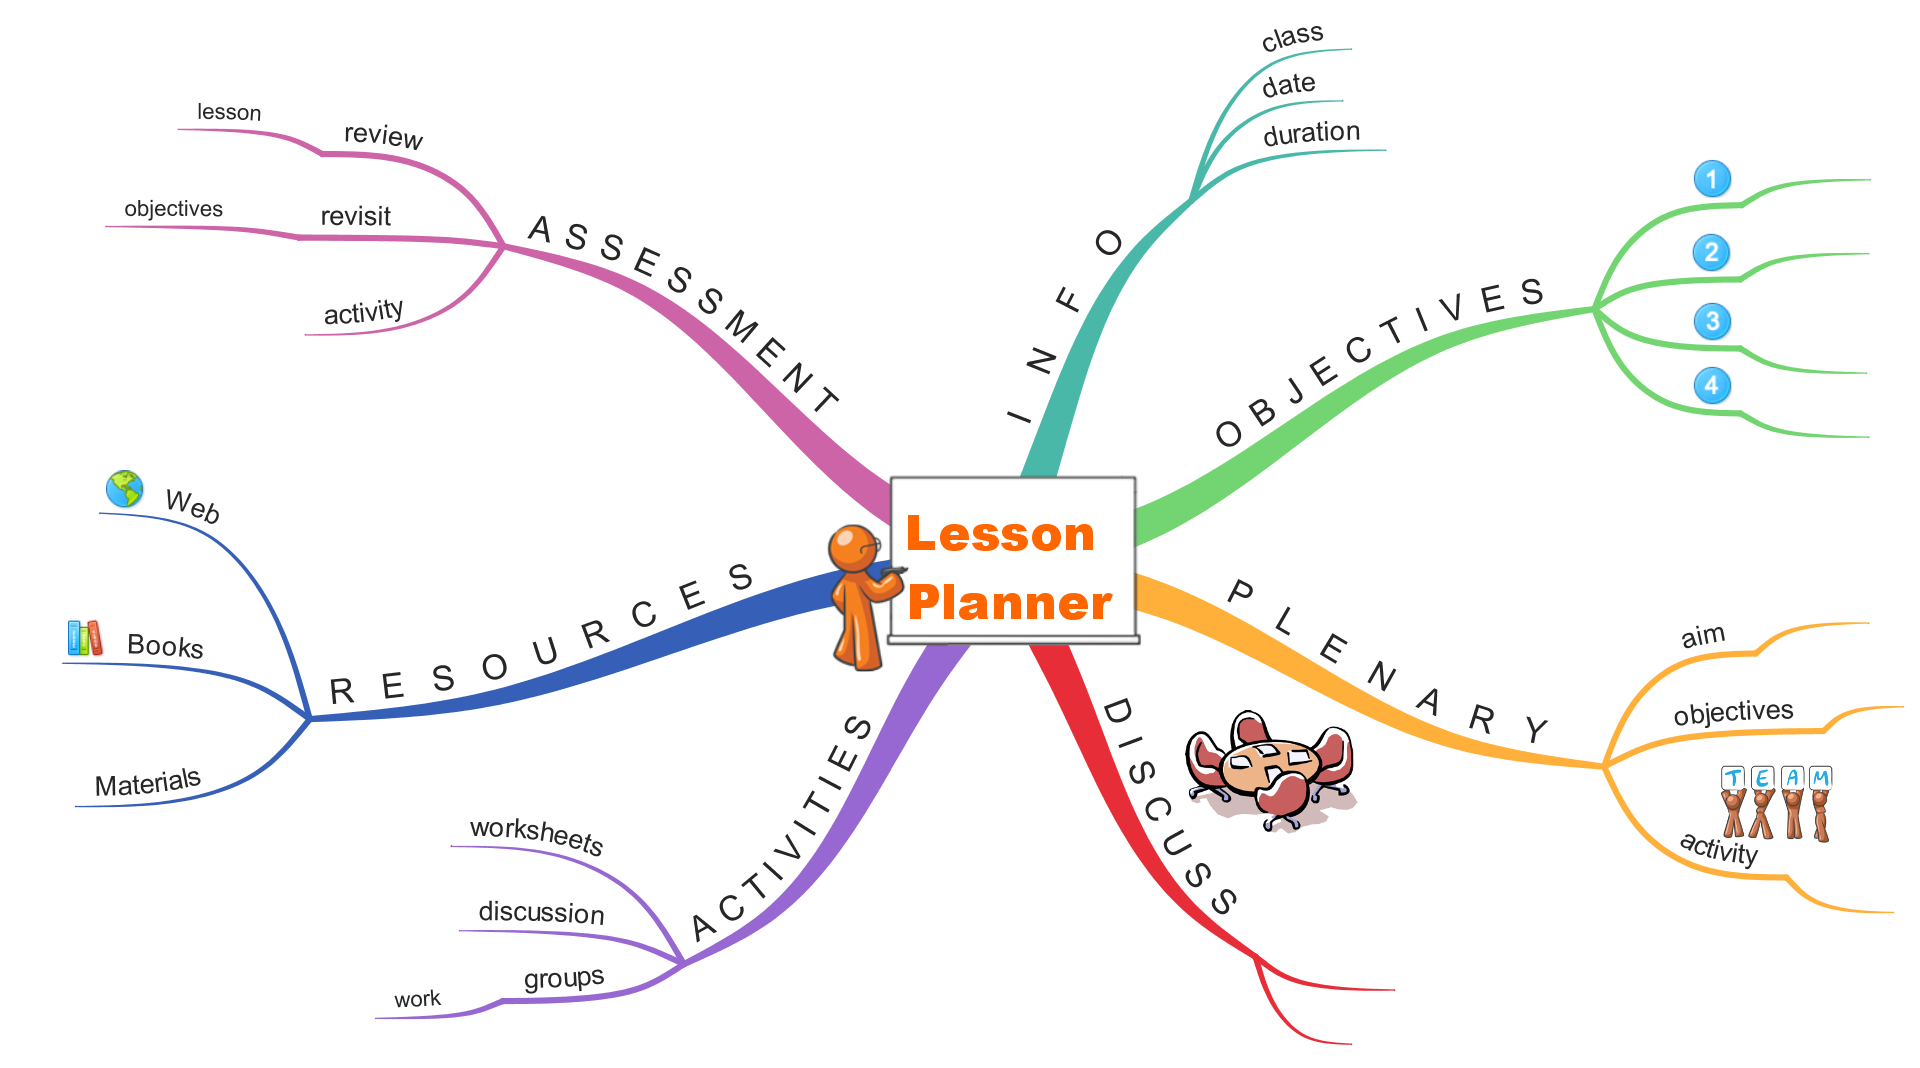 Lesson
Planner
INFO
class
date
duration
OBJECTIVES
1
2
3
4
PLENARY
aim
objectives
TEAM
activity
DISCUSS
ACTIVITIES
worksheets
discussion
groups
work
RESOURCES
Web
Books
Materials
ASSESSMENT
review
lesson
revisit
objectives
activity